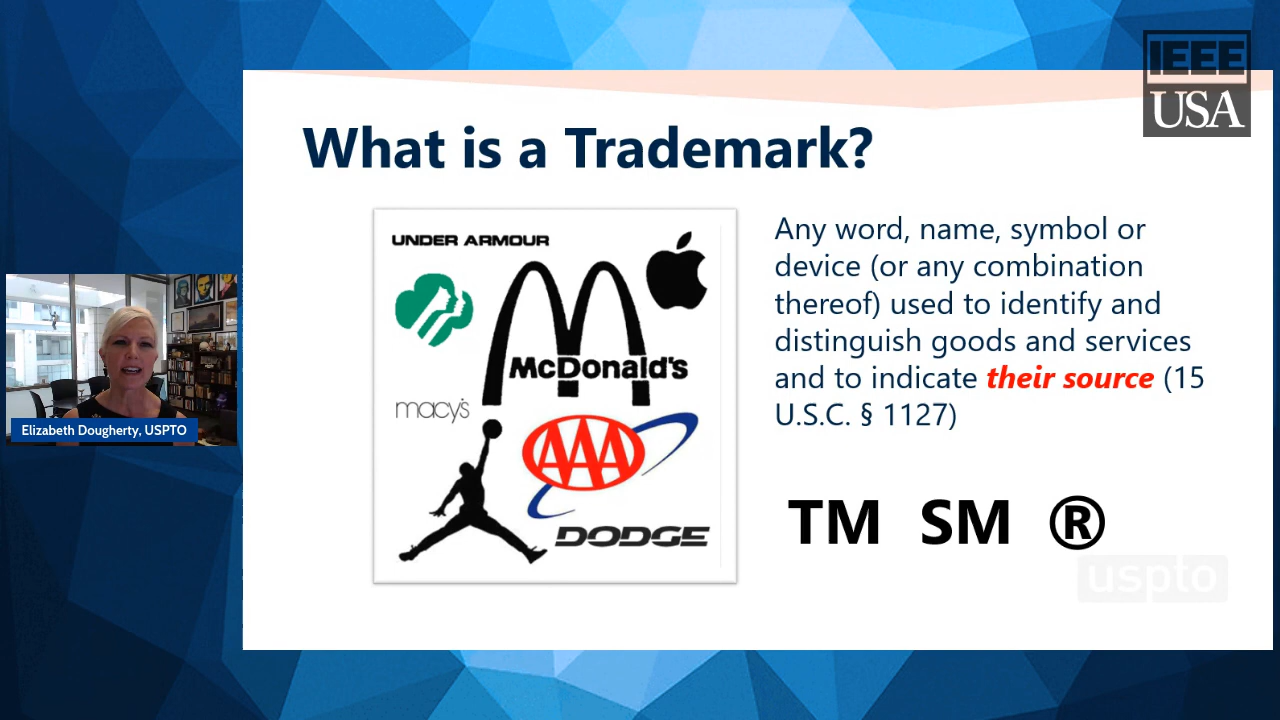 IEEE
USA
What is a Trademark?
UNDER ARMOUR
McDonald's
macy's
AAA
DODGE
Any word, name, symbol or
device (or any combination
thereof) used to identify and
distinguish goods and services
and to indicate their source (15
U.S.C. § 1127)
TM SM ®
uspto
Elizabeth Dougherty, USPTO